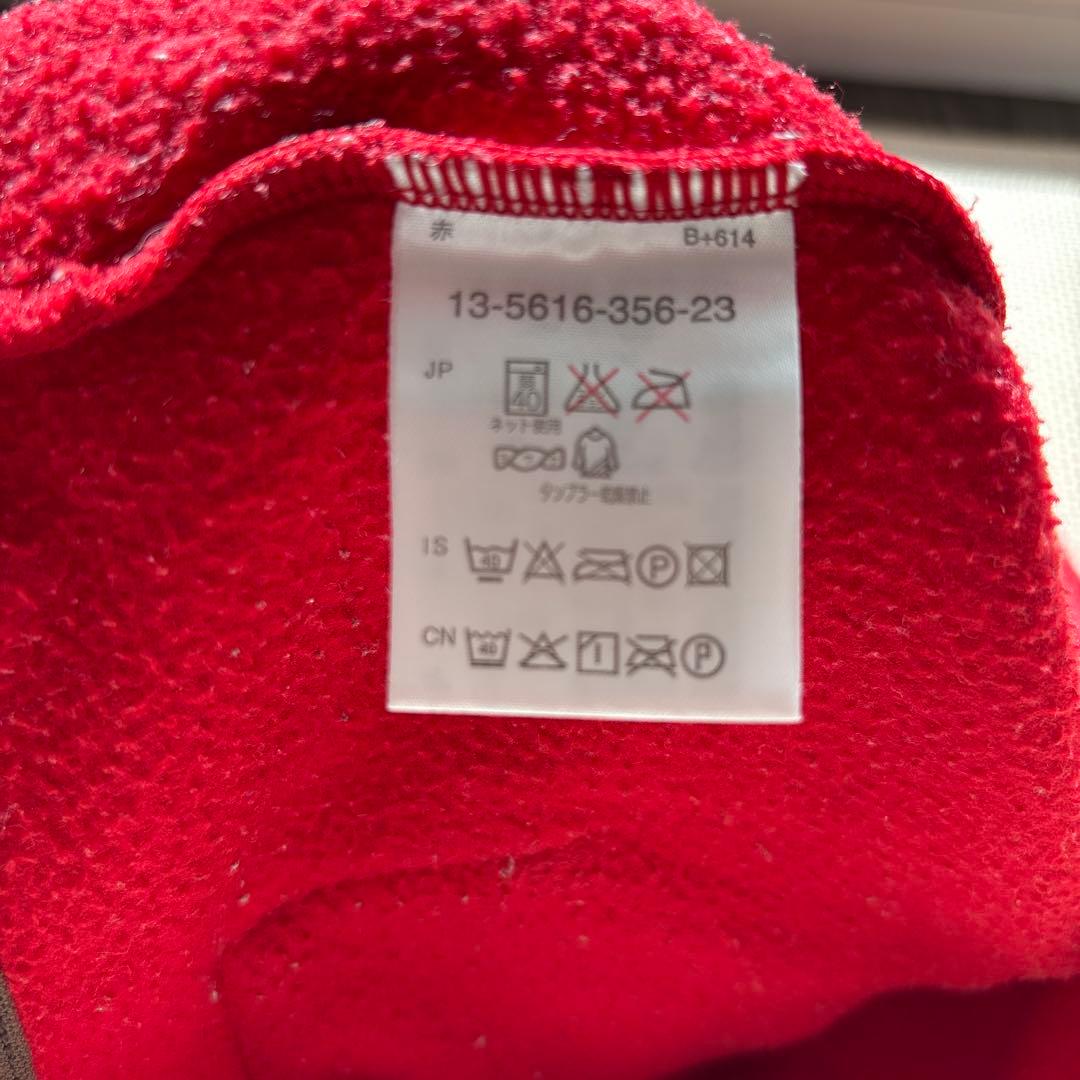 赤 B+614
13-5616-356-23
JP 弱 40
ネット使用
タンブラー乾燥禁止
IS 40 P
CN 40 P